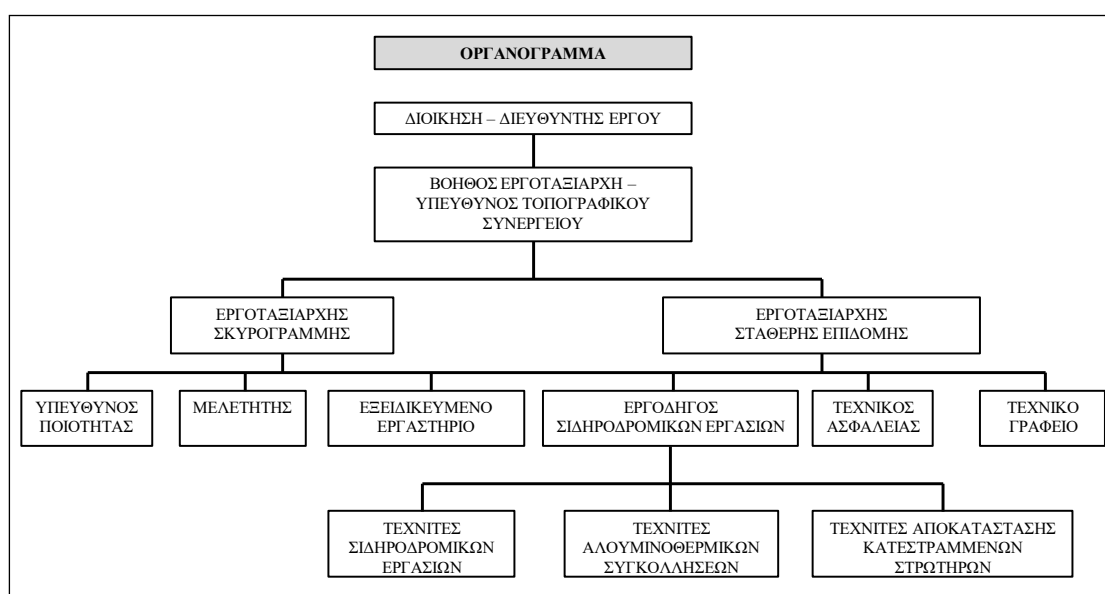 ΟΡΓΑΝΟΓΡΑΜΜΑ
ΔΙΟΙΚΗΣΗ – ΔΙΕΥΘΥΝΤΗΣ ΕΡΓΟΥ
ΒΟΗΘΟΣ ΕΡΓΟΤΑΞΙΑΡΧΗ –
ΥΠΕΥΘΥΝΟΣ ΤΟΠΟΓΡΑΦΙΚΟΥ
ΣΥΝΕΡΓΕΙΟΥ
ΕΡΓΟΤΑΞΙΑΡΧΗΣ
ΣΚΥΡΟΓΡΑΜΜΗΣ
ΕΡΓΟΤΑΞΙΑΡΧΗΣ
ΣΤΑΘΕΡΗΣ ΕΠΙΔΟΜΗΣ
ΥΠΕΥΘΥΝΟΣ
ΠΟΙΟΤΗΤΑΣ
ΜΕΛΕΤΗΤΗΣ
ΕΞΕΙΔΙΚΕΥΜΕΝΟ
ΕΡΓΑΣΤΗΡΙΟ
ΕΡΓΟΔΗΓΟΣ
ΣΙΔΗΡΟΔΡΟΜΙΚΩΝ ΕΡΓΑΣΙΩΝ
ΤΕΧΝΙΚΟΣ
ΑΣΦΑΛΕΙΑΣ
ΤΕΧΝΙΚΟ
ΓΡΑΦΕΙΟ
ΤΕΧΝΙΤΕΣ
ΣΙΔΗΡΟΔΡΟΜΙΚΩΝ
ΕΡΓΑΣΙΩΝ
ΤΕΧΝΙΤΕΣ
ΑΛΟΥΜΙΝΟΘΕΡΜΙΚΩΝ
ΣΥΓΚΟΛΛΗΣΕΩΝ
ΤΕΧΝΙΤΕΣ ΑΠΟΚΑΤΑΣΤΑΣΗΣ
ΚΑΤΕΣΤΡΑΜΜΕΝΩΝ
ΣΤΡΩΤΗΡΩΝ